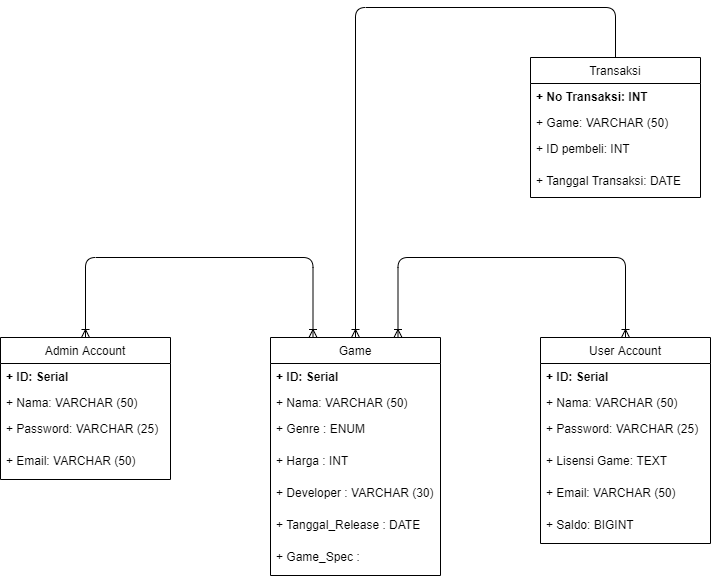 Transaksi
+ No Transaksi: INT
+ Game: VARCHAR (50)
+ ID pembeli: INT
+ Tanggal Transaksi: DATE
Admin Account
+ ID: Serial
+ Nama: VARCHAR (50)
+ Password: VARCHAR (25)
+ Email: VARCHAR (50)
Game
+ ID: Serial
+ Nama: VARCHAR (50)
+ Genre : ENUM
+ Harga : INT
+ Developer : VARCHAR (30)
+ Tanggal_Release : DATE
+ Game_Spec :
User Account
+ ID: Serial
+ Nama: VARCHAR (50)
+ Password: VARCHAR (25)
+ Lisensi Game: TEXT
+ Email: VARCHAR (50)
+ Saldo: BIGINT